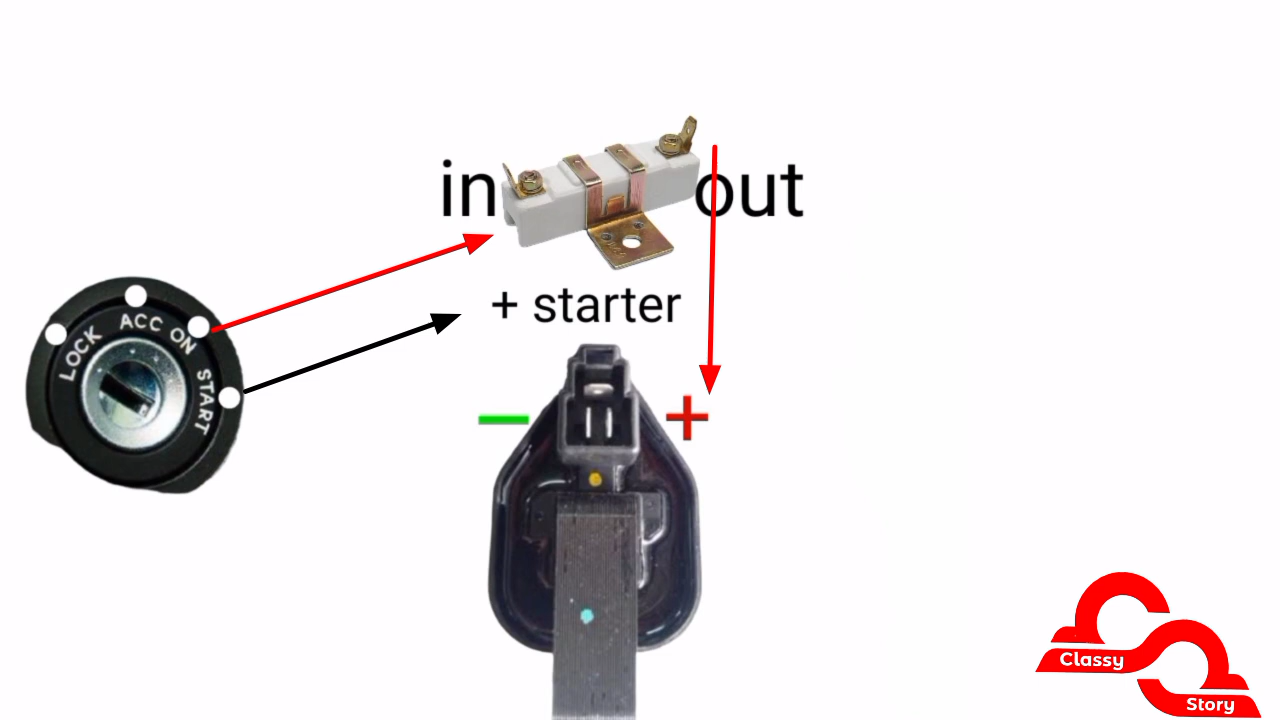 in
out
+ starter
LOCK
ACC
ON
START
− +
Classy
Story